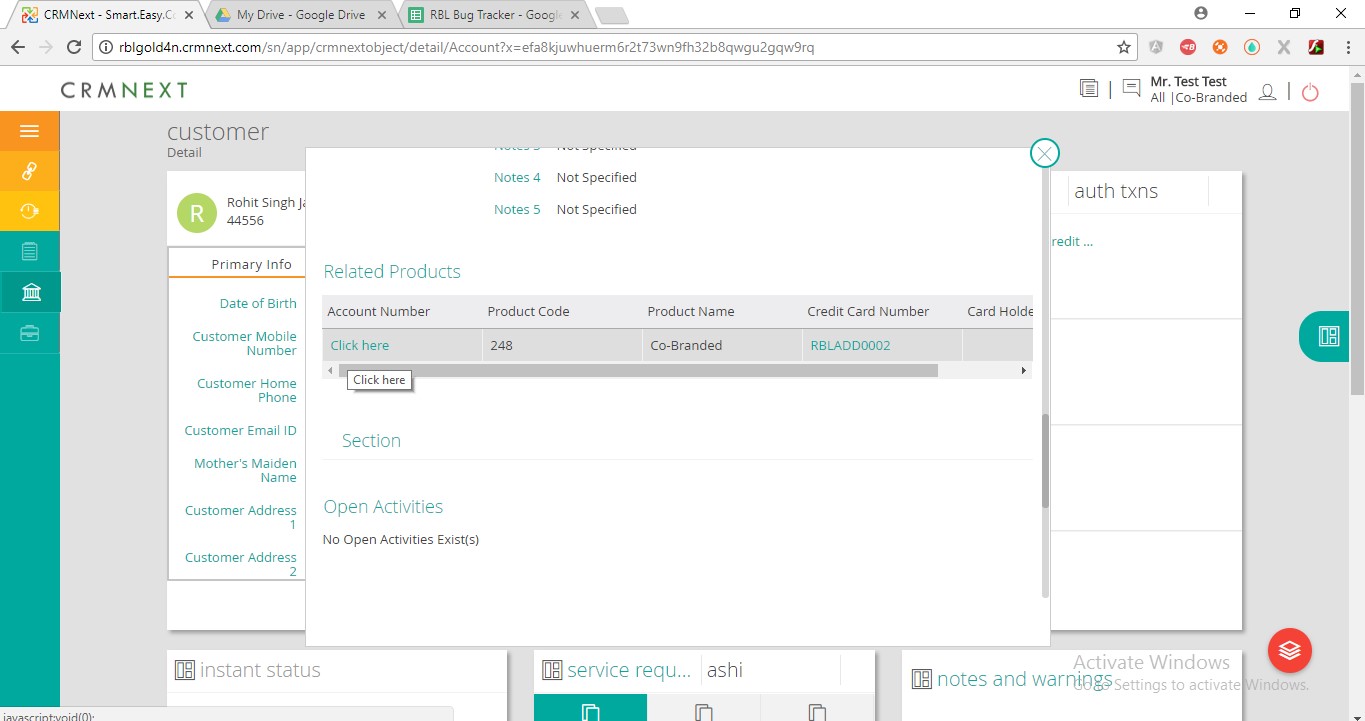 CRMNext - Smart.Easy.C
My Drive - Google Drive
RBL Bug Tracker - Google
rblgold4n.crmnext.com/sn/app/crmnextobject/detail/Account?x=efa8kjuwhuerm6r2t73wn9fh32b8qwgu2gqw9rq
CRMNEXT
Mr. Test Test
All |Co-Branded
customer
Detail
R
Rohit Singh Ja
44556
Primary Info
Date of Birth
Customer Mobile
Number
Customer Home
Phone
Customer Email ID
Mother's Maiden
Name
Customer Address
1
Customer Address
2
Notes 3 Not Specified
Notes 4 Not Specified
Notes 5 Not Specified
Related Products
Account Number Product Code Product Name Credit Card Number Card Holde
Click here 248 Co-Branded RBLADD0002
Click here
Section
Open Activities
No Open Activities Exist(s)
auth txns
redit ...
instant status
service requ... ashi
notes and warnings
Activate Windows
Go to Settings to activate Windows.
javascript:void(0);